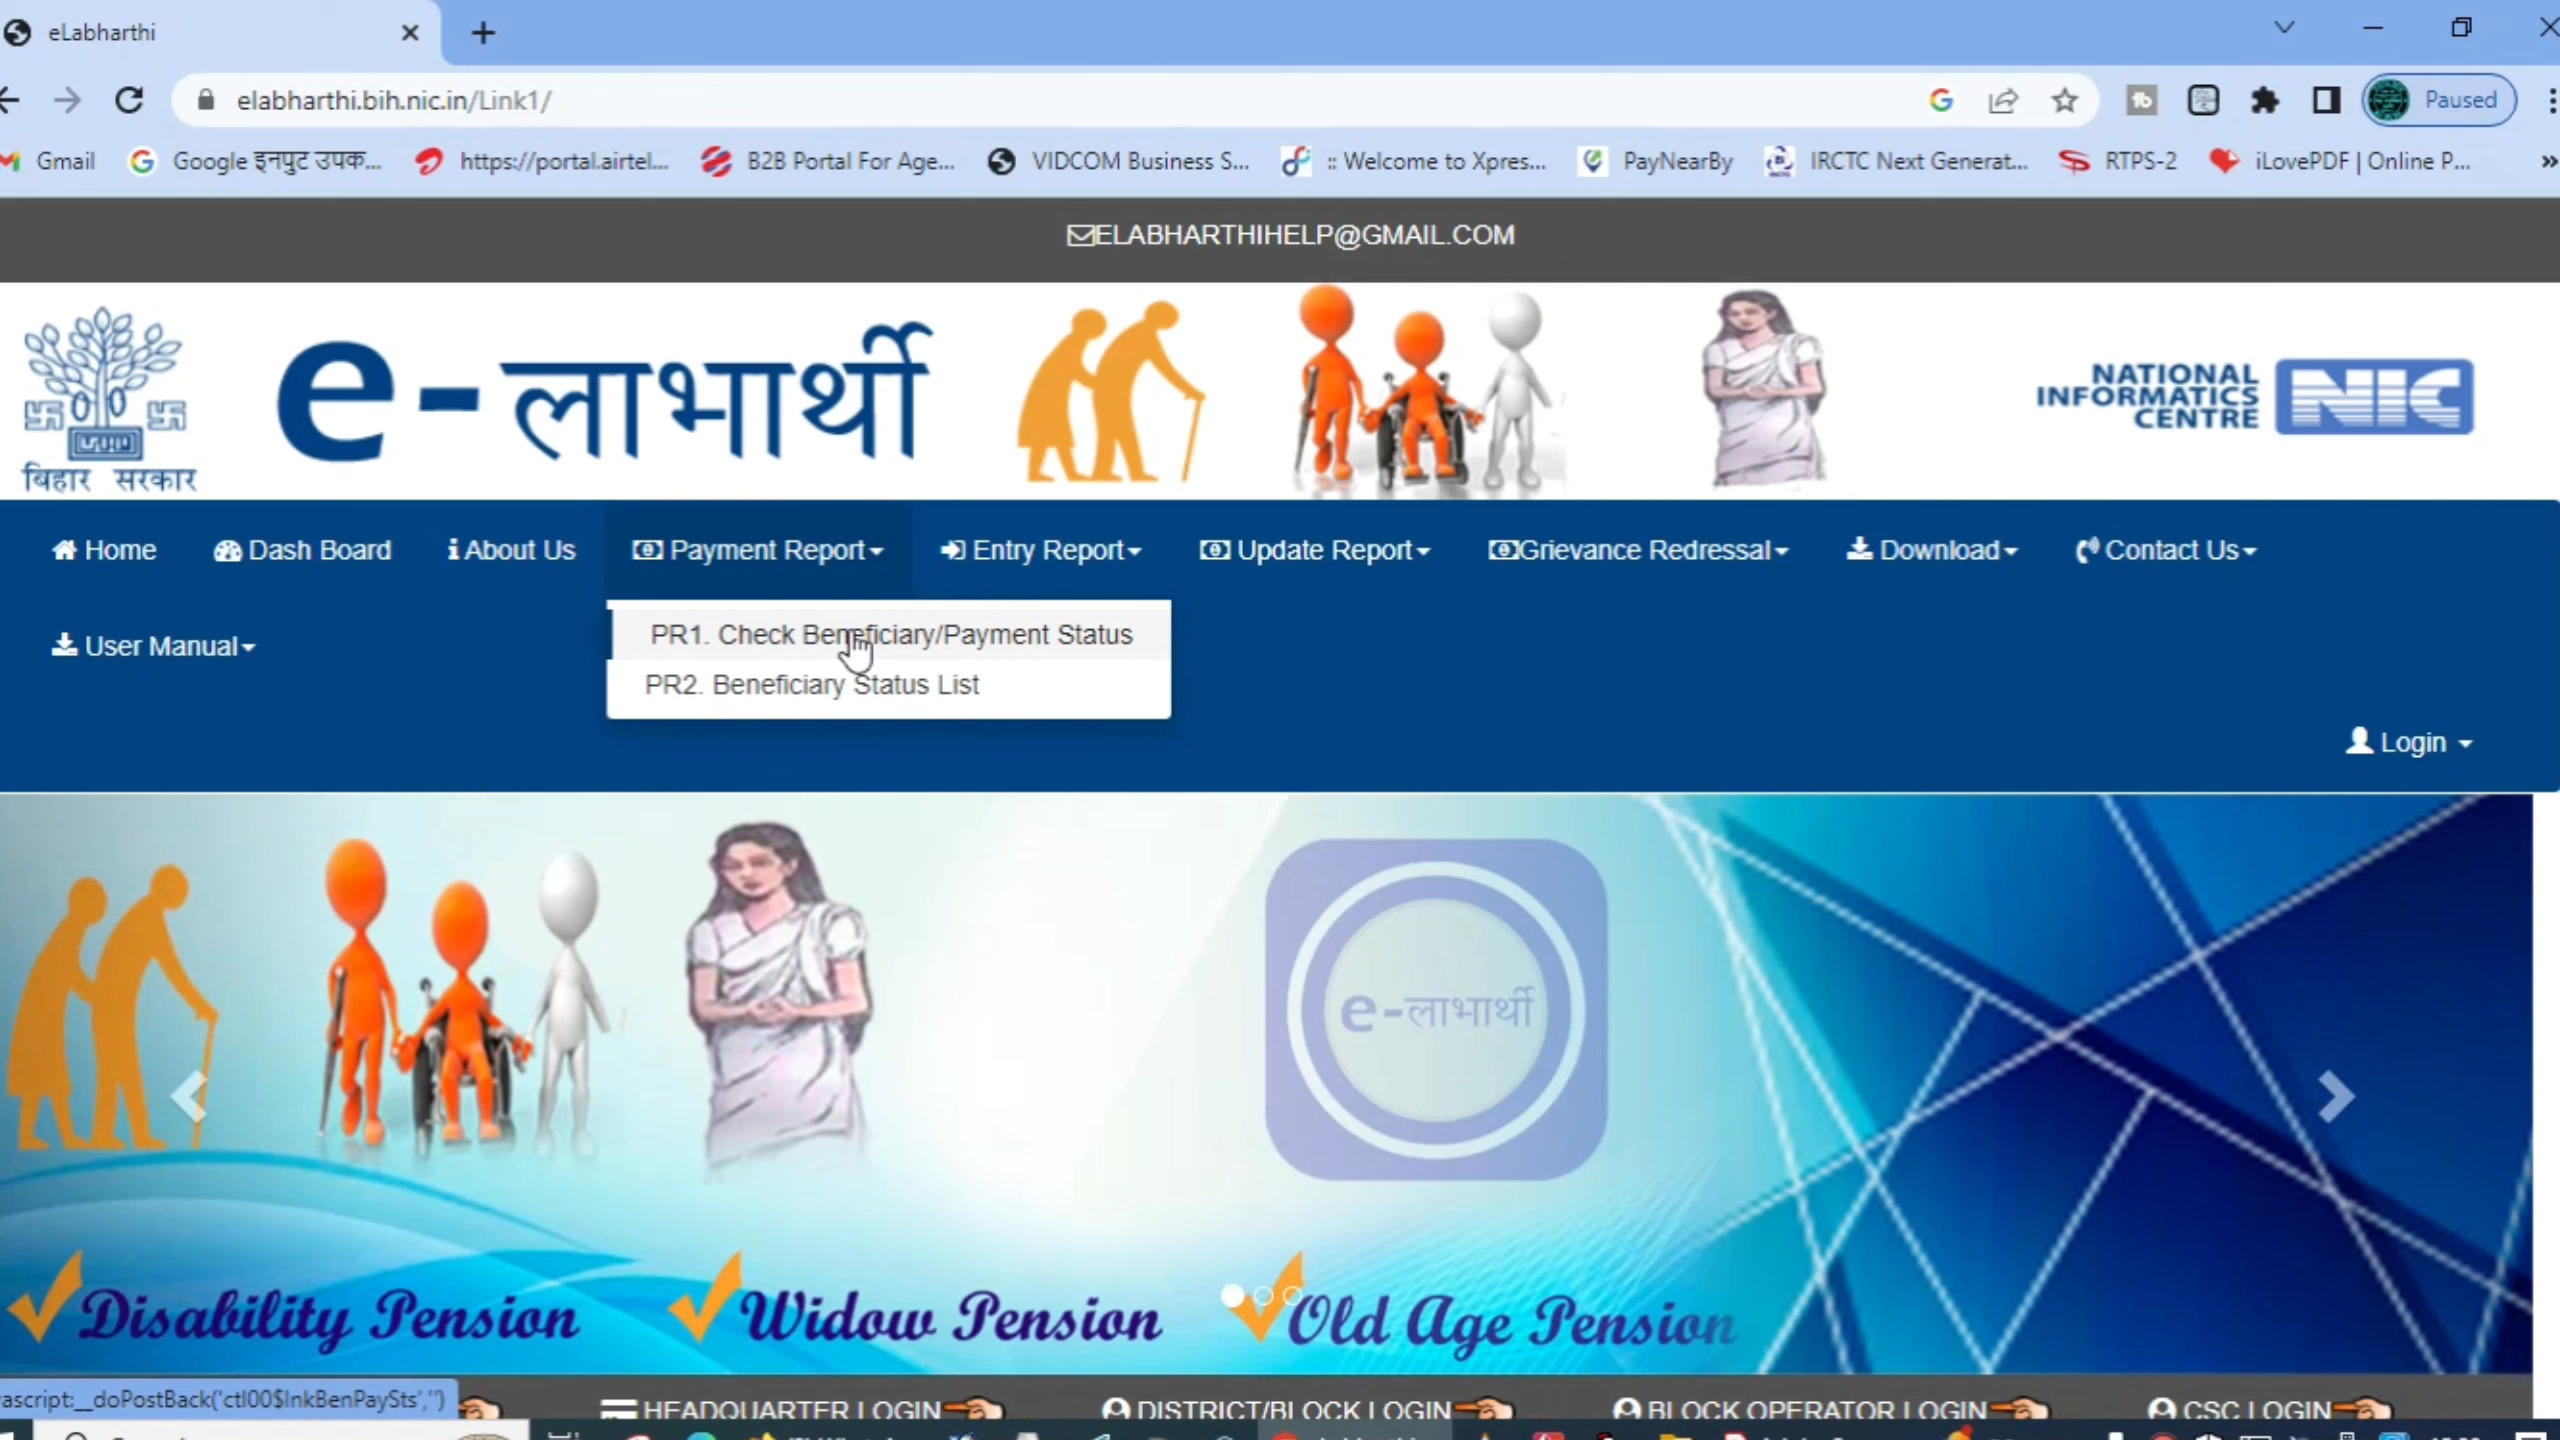 eLabharthi
elabharthi.bih.nic.in/Link1/
Paused
Gmail Google इनपुट उपक... https://portal.airtel... B2B Portal For Age... VIDCOM Business S... :: Welcome to Xpres... PayNearBy IRCTC Next Generat... RTPS-2 iLovePDF | Online P... »
ELABHARTHIHELP@GMAIL.COM
बिहार सरकार
e-लाभार्थी
NATIONAL
INFORMATICS
CENTRE
NIC
Home Dash Board About Us Payment Report Entry Report Update Report Grievance Redressal Download Contact Us
PR1. Check Beneficiary/Payment Status
User Manual
PR2. Beneficiary Status List
Login
e-लाभार्थी
Disability Pension Widow Pension Old Age Pension
ascript:__doPostBack('ctl00$lnkBenPaySts','')
HEADQUARTER LOGIN DISTRICT/BLOCK LOGIN BLOCK OPERATOR LOGIN CSC LOGIN